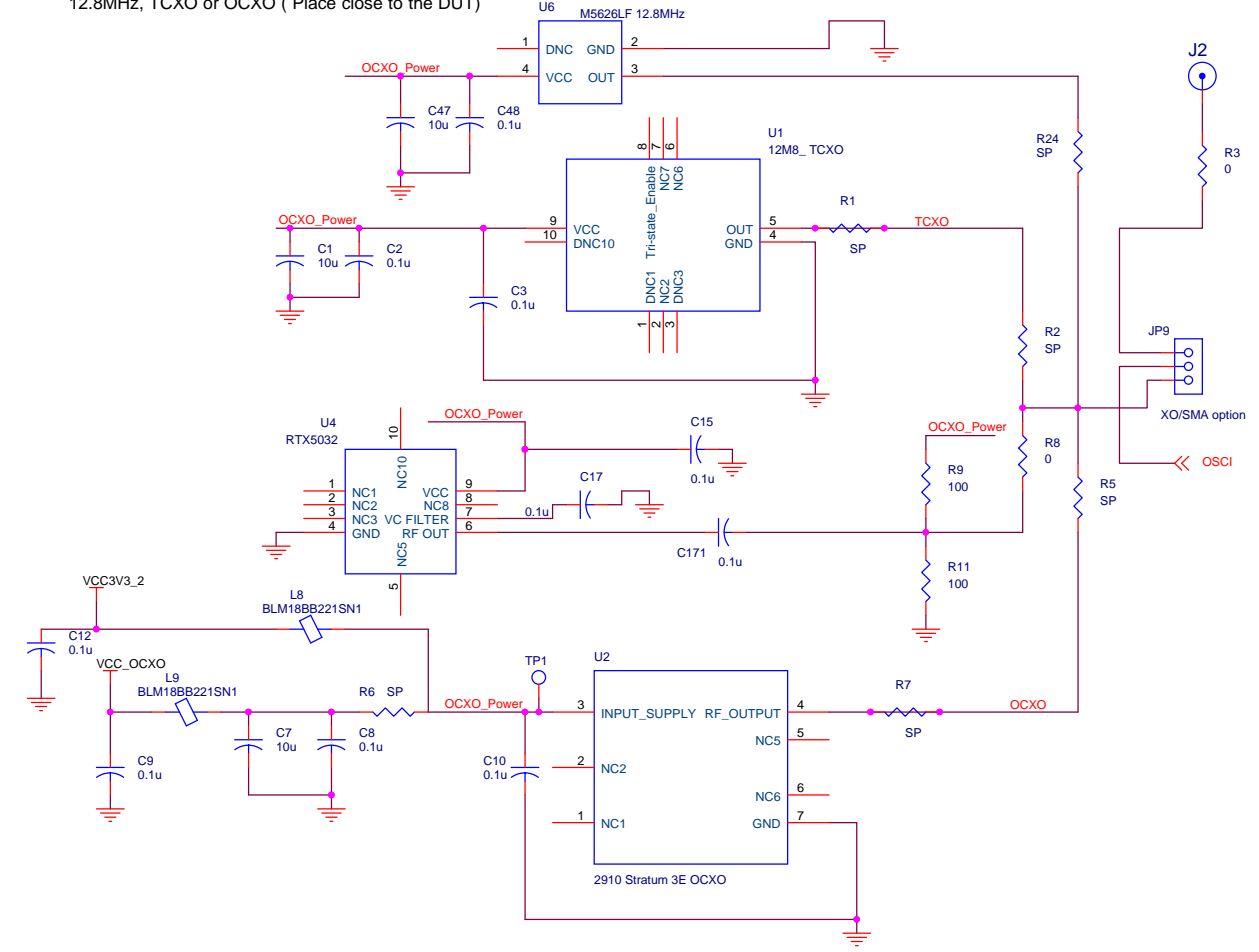 12.8MHz, TCXO or OCXO ( Place close to the DUT)
U6
M5626LF 12.8MHz
1 DNC GND 2
4 VCC OUT 3
OCXO_Power
C47
10u
C48
0.1u
J2
R24
SP
R3
0
U1
12M8_ TCXO
8 7 6
Tri-state_Enable
NC7
NC6
OCXO_Power
9 VCC
10 DNC10
OUT 5
GND 4
DNC1
NC2
DNC3
1 2 3
R1
SP
TCXO
C1
10u
C2
0.1u
C3
0.1u
R2
SP
JP9
XO/SMA option
OSCI
U4
RTX5032
10
NC10
OCXO_Power
C15
0.1u
1 NC1
2 NC2
3 NC3
4 GND
VCC 9
NC8 8
VC FILTER 7
RF OUT 6
NC5
5
C17
0.1u
C171
0.1u
OCXO_Power
R9
100
R8
0
R5
SP
R11
100
VCC3V3_2
L8
BLM18BB221SN1
C12
0.1u
VCC_OCXO
L9
BLM18BB221SN1
R6 SP
OCXO_Power
TP1
C7
10u
C8
0.1u
C9
0.1u
C10
0.1u
U2
3 INPUT_SUPPLY RF_OUTPUT 4
NC5 5
2 NC2
NC6 6
1 NC1
GND 7
2910 Stratum 3E OCXO
R7
SP
OCXO